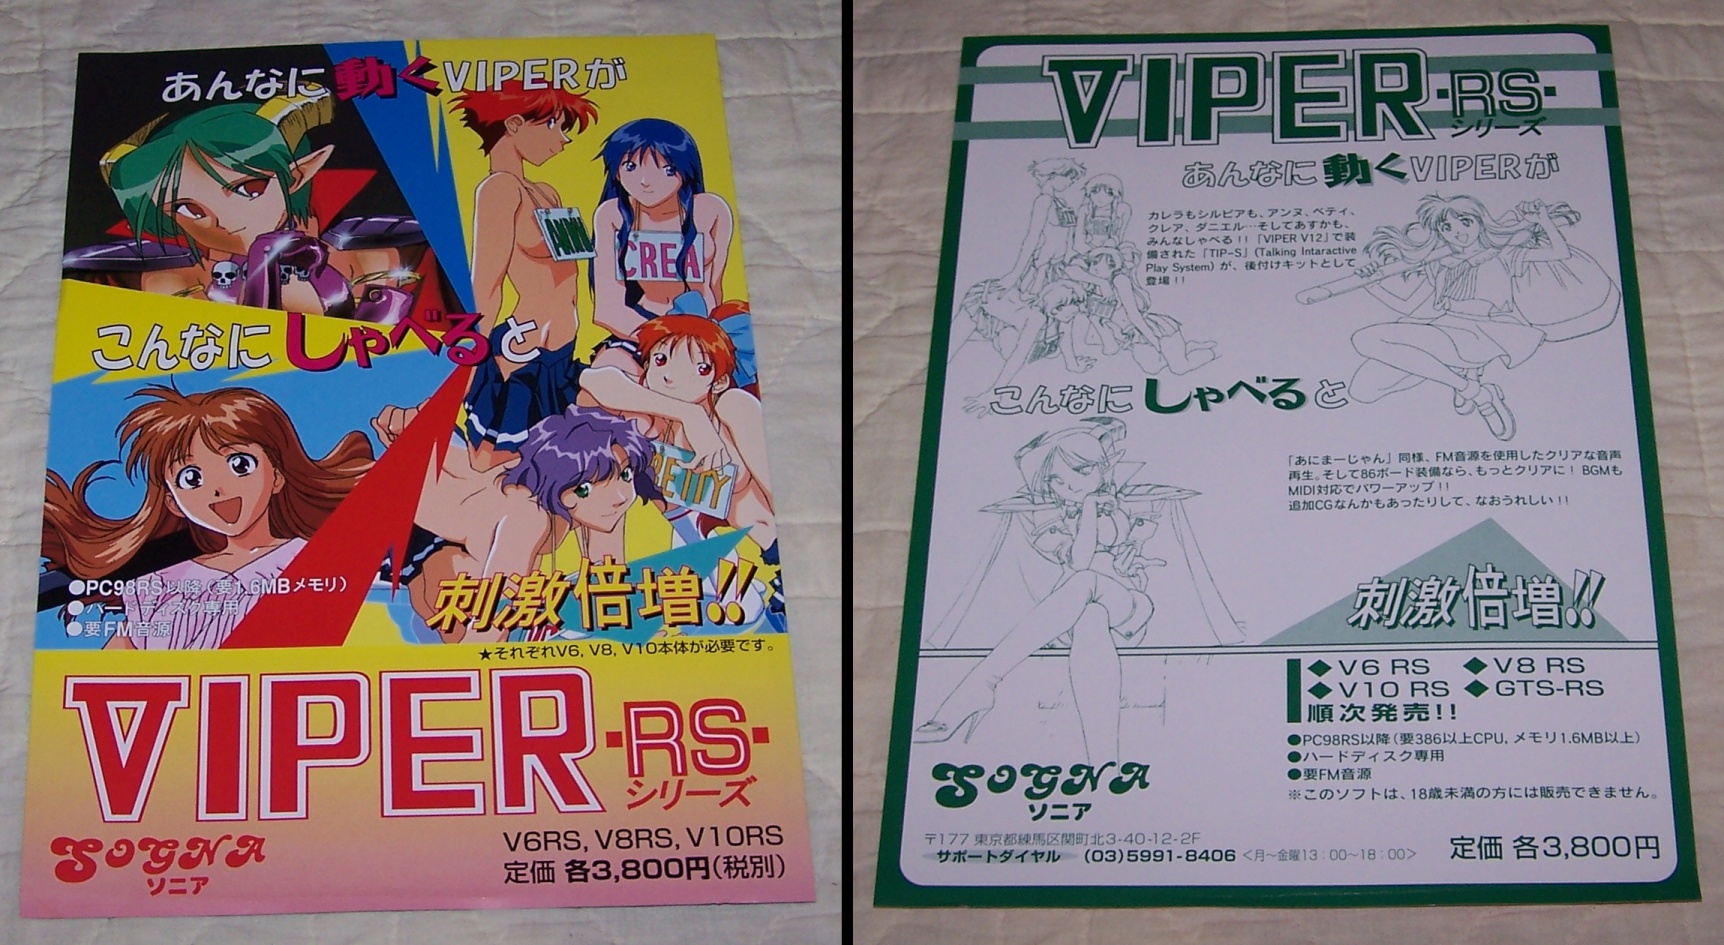 あんなに動くVIPERが
ANNU
CREA
こんなにしゃべると
BETTY
●PC98RS以降(要1.6MBメモリ)
●ハードディスク専用
●要FM音源
刺激倍増!!
★それぞれV6, V8, V10本体が必要です。
VIPER・RS・
シリーズ
SOGNA
ソニア
V6RS, V8RS, V10RS
定価 各3,800円(税別)
VIPER・RS・
シリーズ
あんなに動くVIPERが
カレラもシルビアも、アンヌ、ベティ、
クレア、ダニエル…そしてあすかも、
みんなしゃべる!!「VIPER V12」で装
備された「TIP-S」(Talking Intaractive
Play System)が、後付けキットとして
登場!!
こんなにしゃべると
「あにまーじゃん」同様、FM音源を使用したクリアな音声
再生。そして86ボード装備なら、もっとクリアに! BGMも
MIDI対応でパワーアップ!!
追加CGなんかもあったりして、なおうれしい!!
刺激倍増!!
◆V6 RS ◆V8 RS
◆V10 RS ◆GTS-RS
順次発売!!
●PC98RS以降(要386以上CPU, メモリ1.6MB以上)
●ハードディスク専用
●要FM音源
※このソフトは、18歳未満の方には販売できません。
SOGNA
ソニア
〒177 東京都練馬区関町北3-40-12-2F
サポートダイヤル (03)5991-8406 <月〜金曜13:00〜18:00>
定価 各3,800円